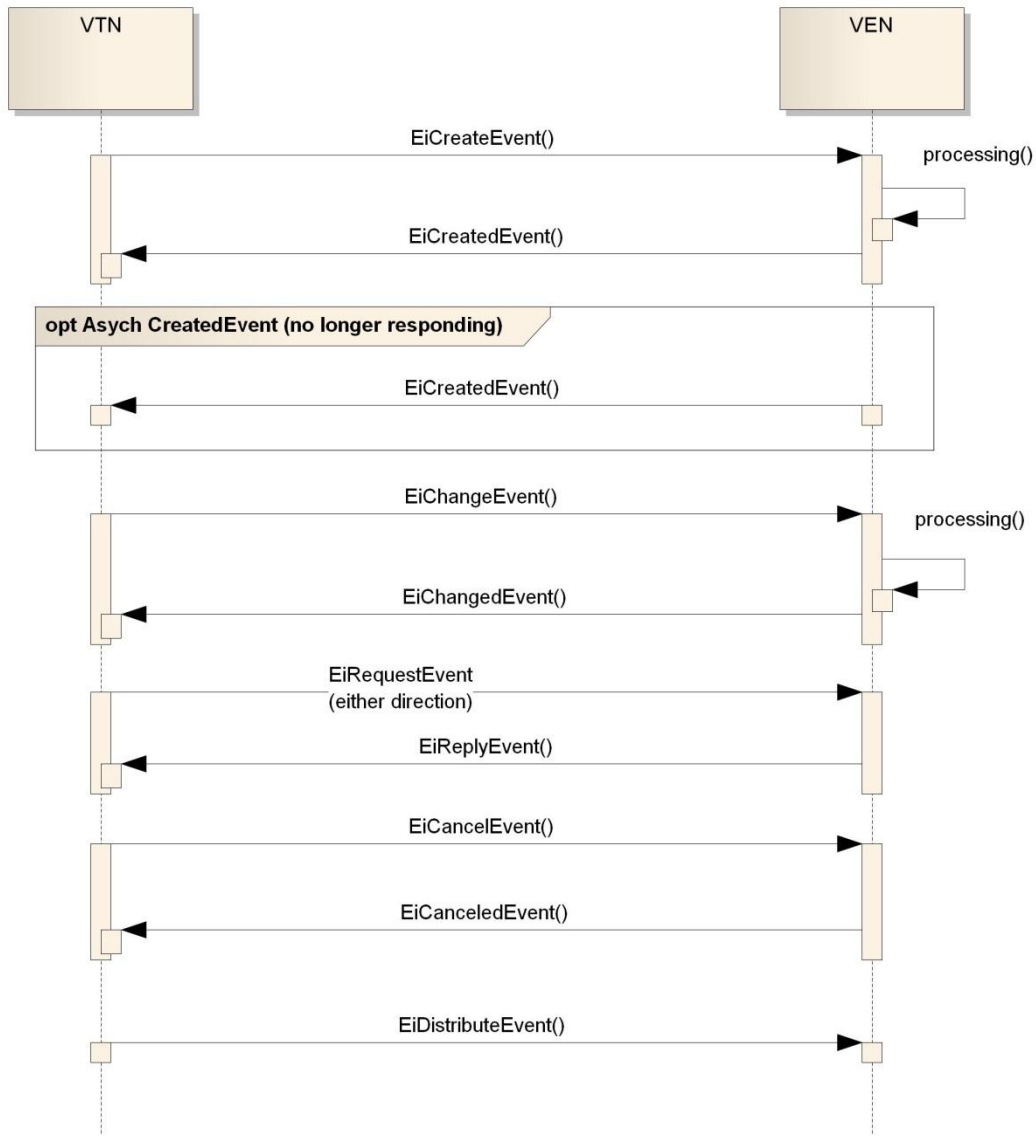 VTN
VEN
EiCreateEvent()
processing()
EiCreatedEvent()
opt Asych CreatedEvent (no longer responding)
EiCreatedEvent()
EiChangeEvent()
processing()
EiChangedEvent()
EiRequestEvent
(either direction)
EiReplyEvent()
EiCancelEvent()
EiCanceledEvent()
EiDistributeEvent()